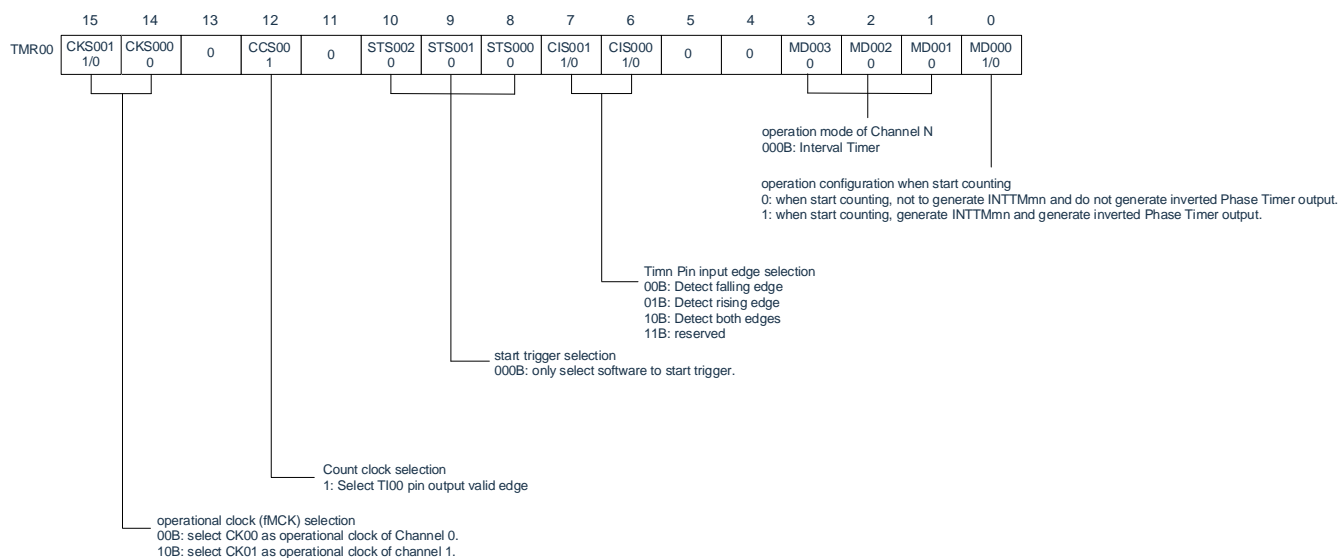 15 14 13 12 11 10 9 8 7 6 5 4 3 2 1 0
TMR00 CKS001 CKS000 0 CCS00 0 STS002 STS001 STS000 CIS001 CIS000 0 0 MD003 MD002 MD001 MD000
1/0 0 1 0 0 0 1/0 1/0 0 0 0 1/0
operation mode of Channel N
000B: Interval Timer
operation configuration when start counting
0: when start counting, not to generate INTTMmn and do not generate inverted Phase Timer output.
1: when start counting, generate INTTMmn and generate inverted Phase Timer output.
Timn Pin input edge selection
00B: Detect falling edge
01B: Detect rising edge
10B: Detect both edges
11B: reserved
start trigger selection
000B: only select software to start trigger.
Count clock selection
1: Select TI00 pin output valid edge
operational clock (fMCK) selection
00B: select CK00 as operational clock of Channel 0.
10B: select CK01 as operational clock of channel 1.